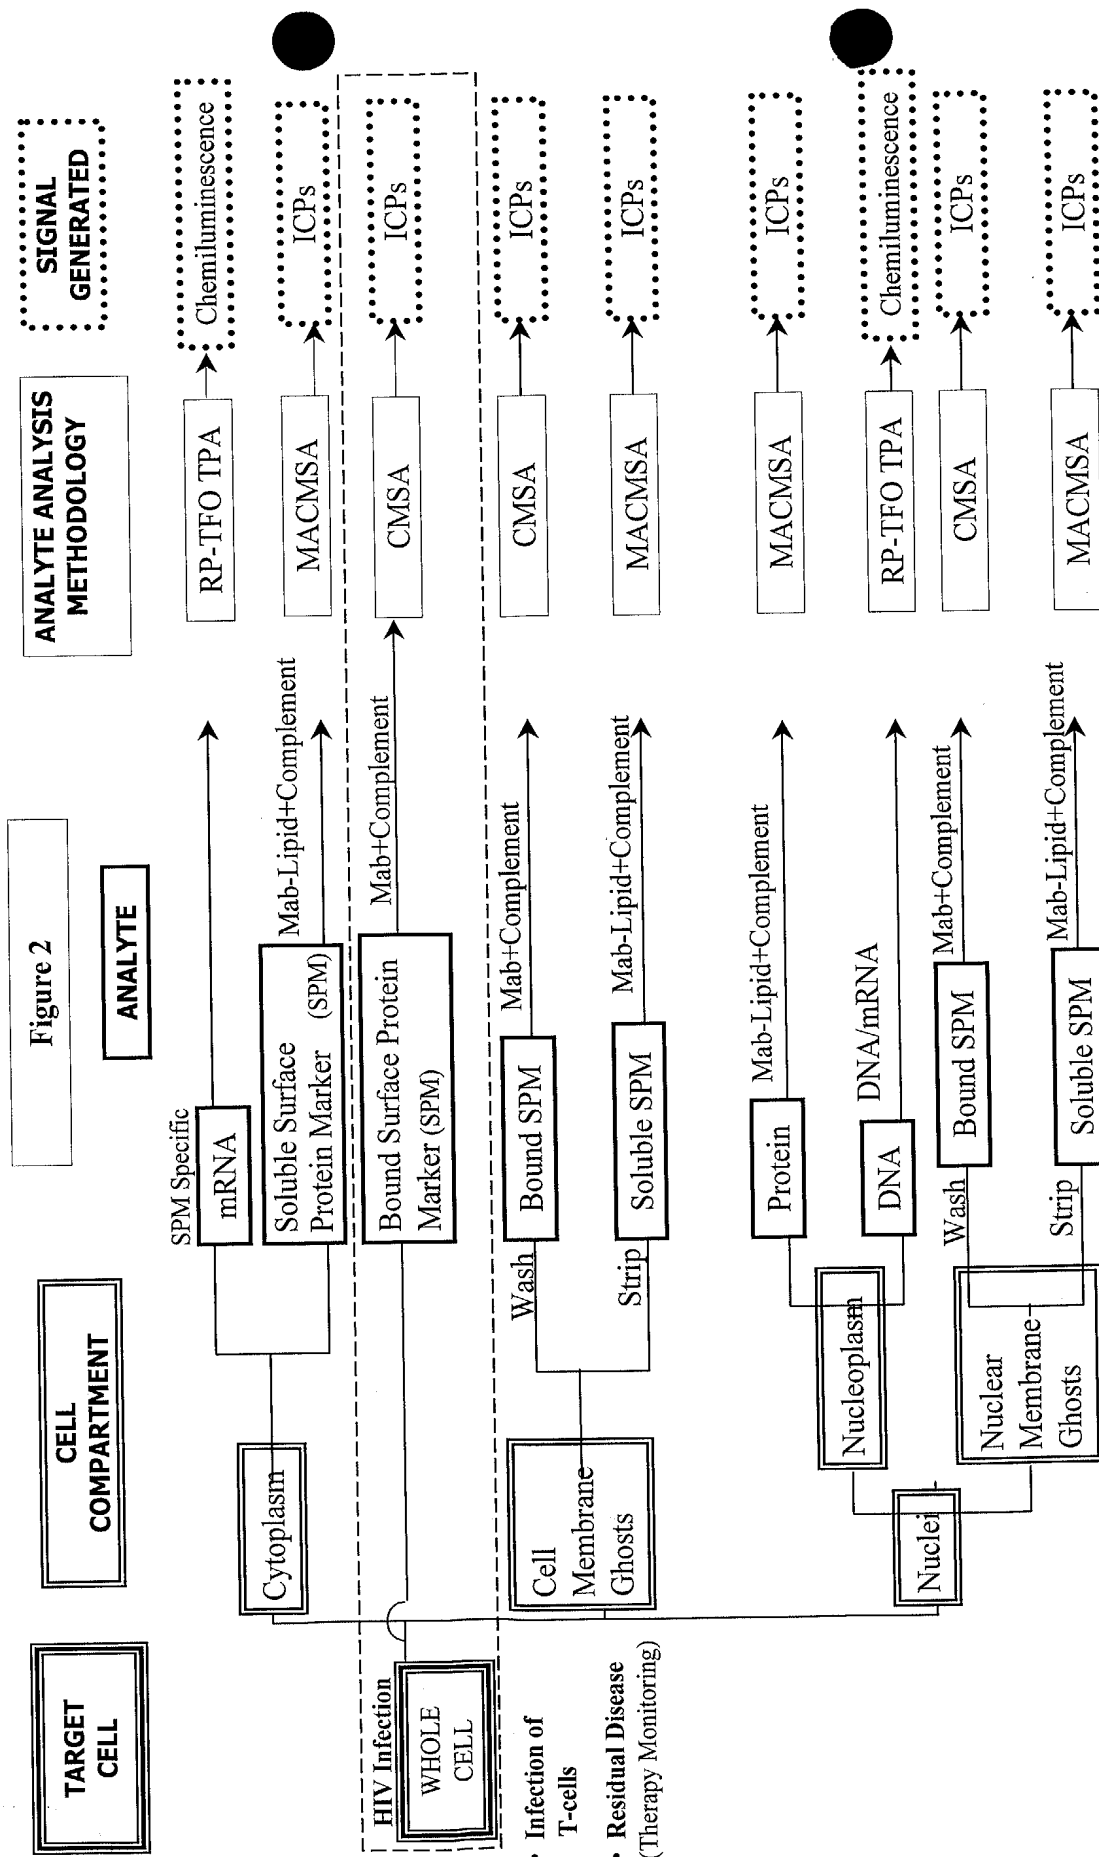 Figure 2
TARGET
CELL
CELL
COMPARTMENT
ANALYTE
ANALYTE ANALYSIS
METHODOLOGY
SIGNAL
GENERATED
SPM Specific
mRNA
RP-TFO TPA
Chemiluminescence
Cytoplasm
Soluble Surface
Protein Marker (SPM)
Mab-Lipid+Complement
MACMSA
ICPs
HIV Infection
WHOLE
CELL
Bound Surface Protein
Marker (SPM)
Mab+Complement
CMSA
ICPs
• Infection of
T-cells
• Residual Disease
(Therapy Monitoring)
Cell
Membrane
Ghosts
Wash
Bound SPM
Mab+Complement
CMSA
ICPs
Strip
Soluble SPM
Mab-Lipid+Complement
MACMSA
ICPs
Nuclei
Nucleoplasm
Protein
Mab-Lipid+Complement
MACMSA
ICPs
DNA
DNA/mRNA
RP-TFO TPA
Chemiluminescence
Nuclear
Membrane
Ghosts
Wash
Bound SPM
Mab+Complement
CMSA
ICPs
Strip
Soluble SPM
Mab-Lipid+Complement
MACMSA
ICPs